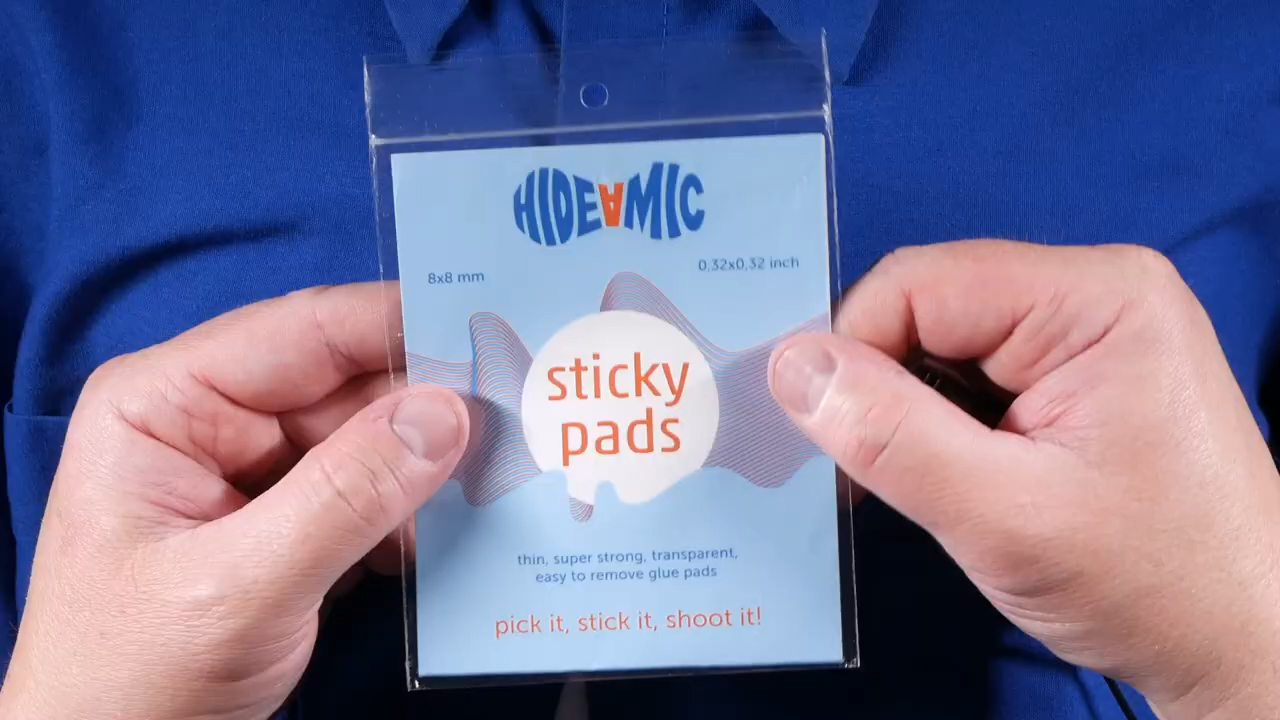 HIDEAMIC
8x8 mm
0,32x0,32 inch
sticky
pads
thin, super strong, transparent,
easy to remove glue pads
pick it, stick it, shoot it!